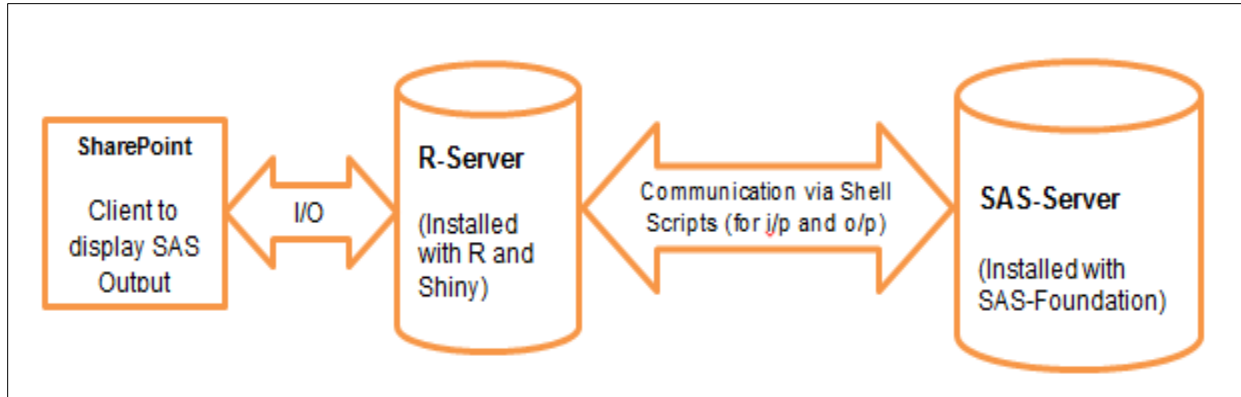 SharePoint
Client to
display SAS
Output
I/O
R-Server
(Installed
with R and
Shiny)
Communication via Shell
Scripts (for i/p and o/p)
SAS-Server
(Installed with
SAS-Foundation)